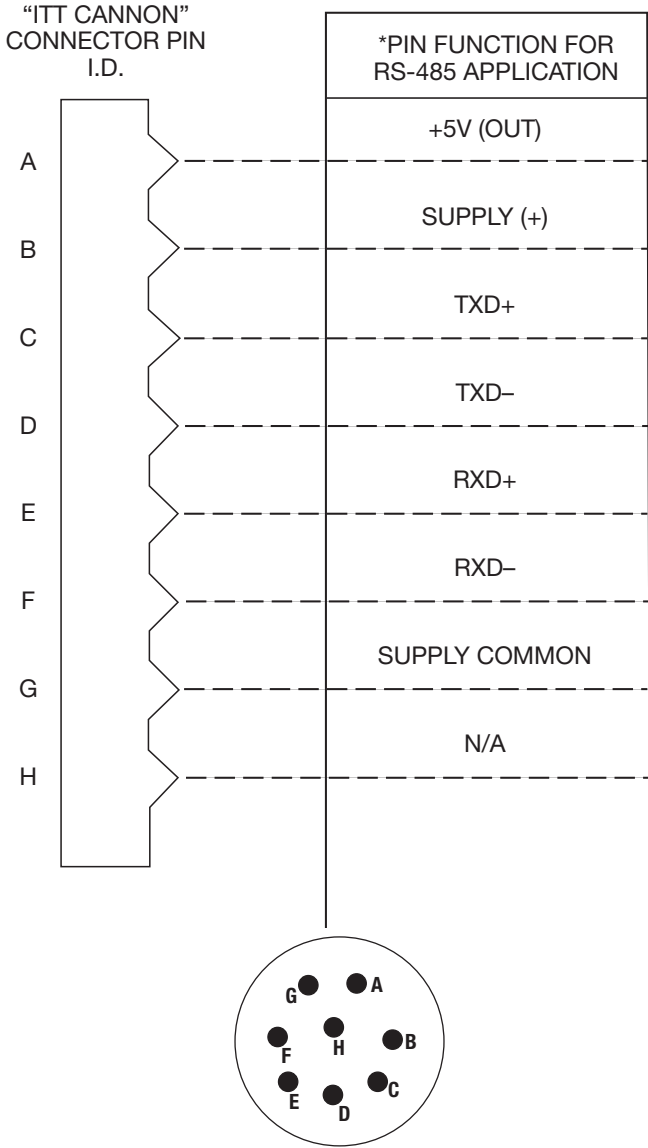 “ITT CANNON”
CONNECTOR PIN
I.D.
*PIN FUNCTION FOR
RS-485 APPLICATION
+5V (OUT)
A
SUPPLY (+)
B
TXD+
C
TXD–
D
RXD+
E
RXD–
F
SUPPLY COMMON
G
N/A
H
G A
F H B
E D C